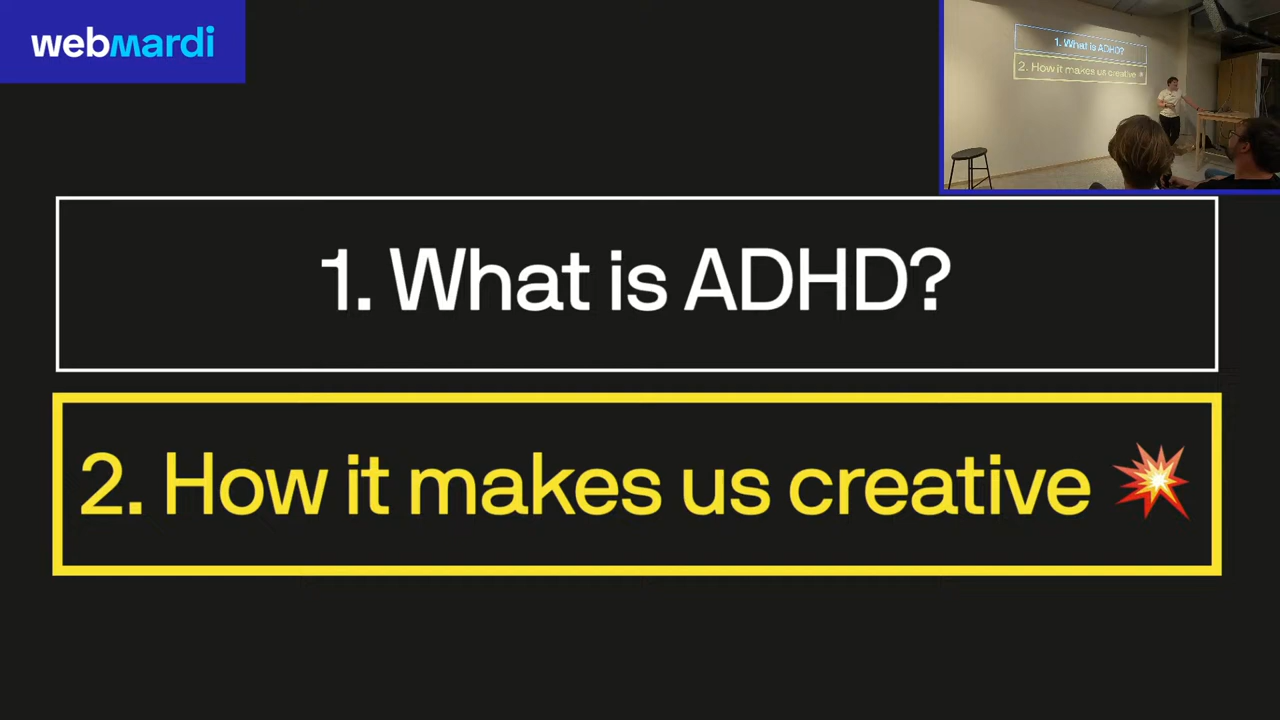 webmardi
1. What is ADHD?
2. How it makes us creative 💥
1. What is ADHD?
2. How it makes us creative